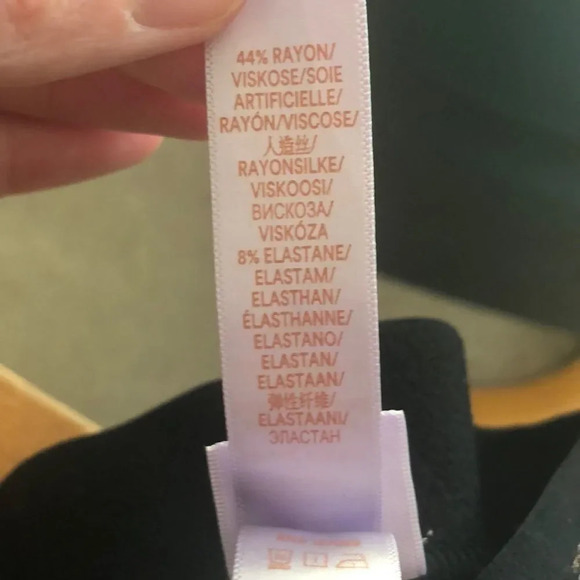 44% RAYON/
VISKOSE/SOIE
ARTIFICIELLE/
RAYÓN/VISCOSE/
人造丝/
RAYONSILKE/
VISKOOSI/
ВИСКОЗА/
VISKÓZA
8% ELASTANE/
ELASTAM/
ELASTHAN/
ÉLASTHANNE/
ELASTANO/
ELASTAN/
ELASTAAN/
弹性纤维/
ELASTAANI/
ЭЛАСТАН